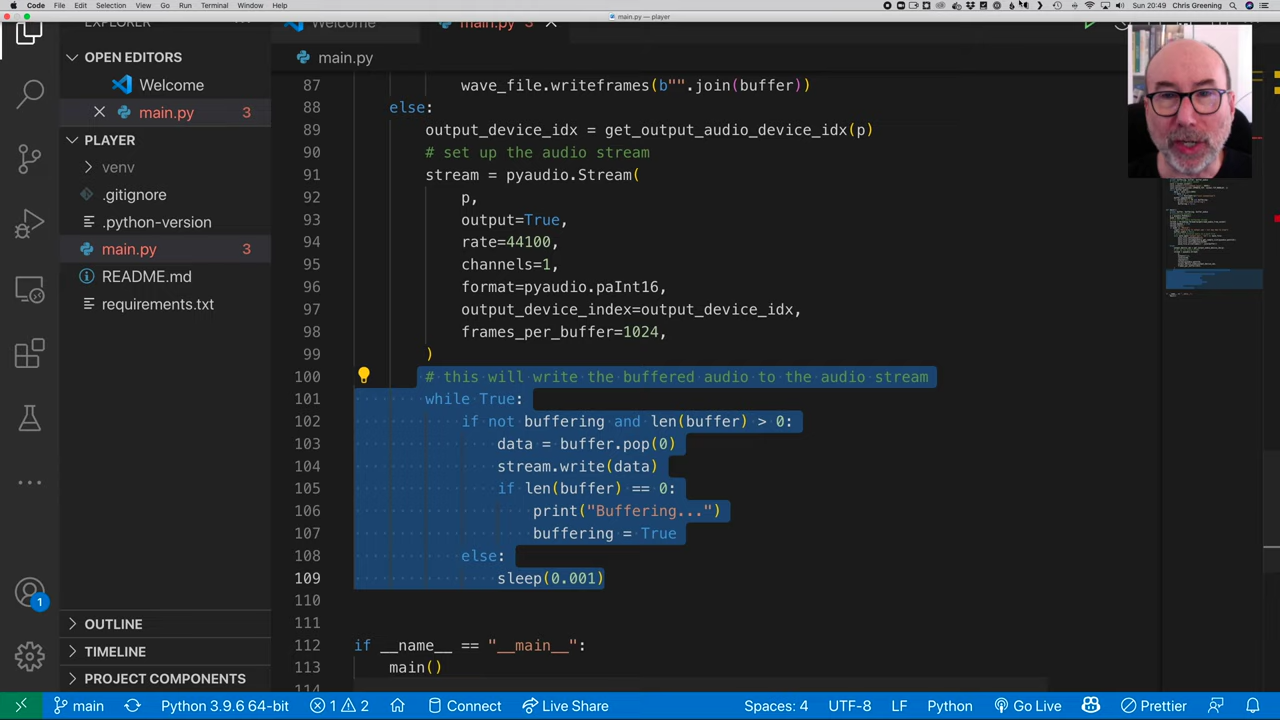 Code File Edit Selection View Go Run Terminal Window Help
Sun 20:49 Chris Greening
main.py — player
EXPLORER
OPEN EDITORS
Welcome
main.py 3
PLAYER
venv
.gitignore
.python-version
main.py 3
README.md
requirements.txt
OUTLINE
TIMELINE
PROJECT COMPONENTS
1
Welcome main.py 3
main.py
87 wave_file.writeframes(b"".join(buffer))
88 else:
89 output_device_idx = get_output_audio_device_idx(p)
90 # set up the audio stream
91 stream = pyaudio.Stream(
92 p,
93 output=True,
94 rate=44100,
95 channels=1,
96 format=pyaudio.paInt16,
97 output_device_index=output_device_idx,
98 frames_per_buffer=1024,
99 )
100 # this will write the buffered audio to the audio stream
101 while True:
102 if not buffering and len(buffer) > 0:
103 data = buffer.pop(0)
104 stream.write(data)
105 if len(buffer) == 0:
106 print("Buffering...")
107 buffering = True
108 else:
109 sleep(0.001)
110
111
112 if __name__ == "__main__":
113 main()
114
main Python 3.9.6 64-bit 1 2 Connect Live Share Spaces: 4 UTF-8 LF Python Go Live Prettier